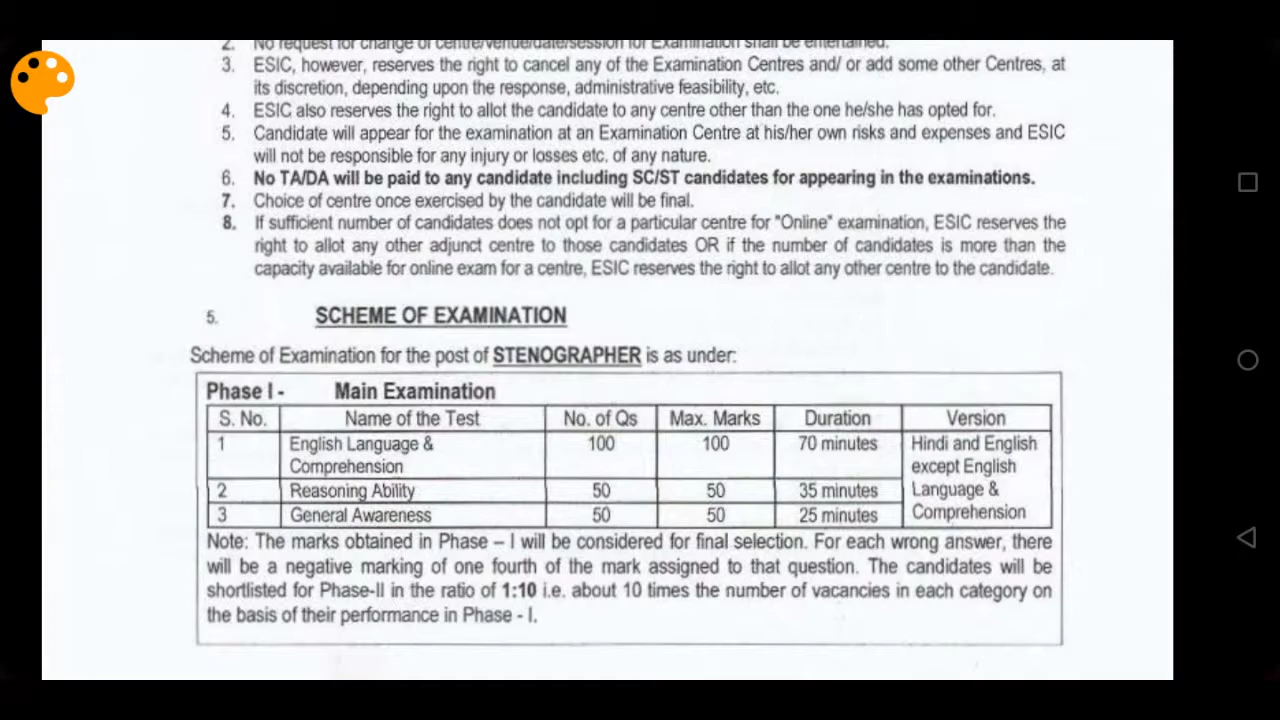 2. No request for change of centre/venue/date/session for Examination shall be entertained.
3. ESIC, however, reserves the right to cancel any of the Examination Centres and/ or add some other Centres, at
its discretion, depending upon the response, administrative feasibility, etc.
4. ESIC also reserves the right to allot the candidate to any centre other than the one he/she has opted for.
5. Candidate will appear for the examination at an Examination Centre at his/her own risks and expenses and ESIC
will not be responsible for any injury or losses etc. of any nature.
6. No TA/DA will be paid to any candidate including SC/ST candidates for appearing in the examinations.
7. Choice of centre once exercised by the candidate will be final.
8. If sufficient number of candidates does not opt for a particular centre for "Online" examination, ESIC reserves the
right to allot any other adjunct centre to those candidates OR if the number of candidates is more than the
capacity available for online exam for a centre, ESIC reserves the right to allot any other centre to the candidate.
5. SCHEME OF EXAMINATION
Scheme of Examination for the post of STENOGRAPHER is as under:
Phase I - Main Examination
S. No. Name of the Test No. of Qs Max. Marks Duration Version
1 English Language & 100 100 70 minutes Hindi and English
Comprehension except English
2 Reasoning Ability 50 50 35 minutes Language &
3 General Awareness 50 50 25 minutes Comprehension
Note: The marks obtained in Phase – I will be considered for final selection. For each wrong answer, there
will be a negative marking of one fourth of the mark assigned to that question. The candidates will be
shortlisted for Phase-II in the ratio of 1:10 i.e. about 10 times the number of vacancies in each category on
the basis of their performance in Phase - I.